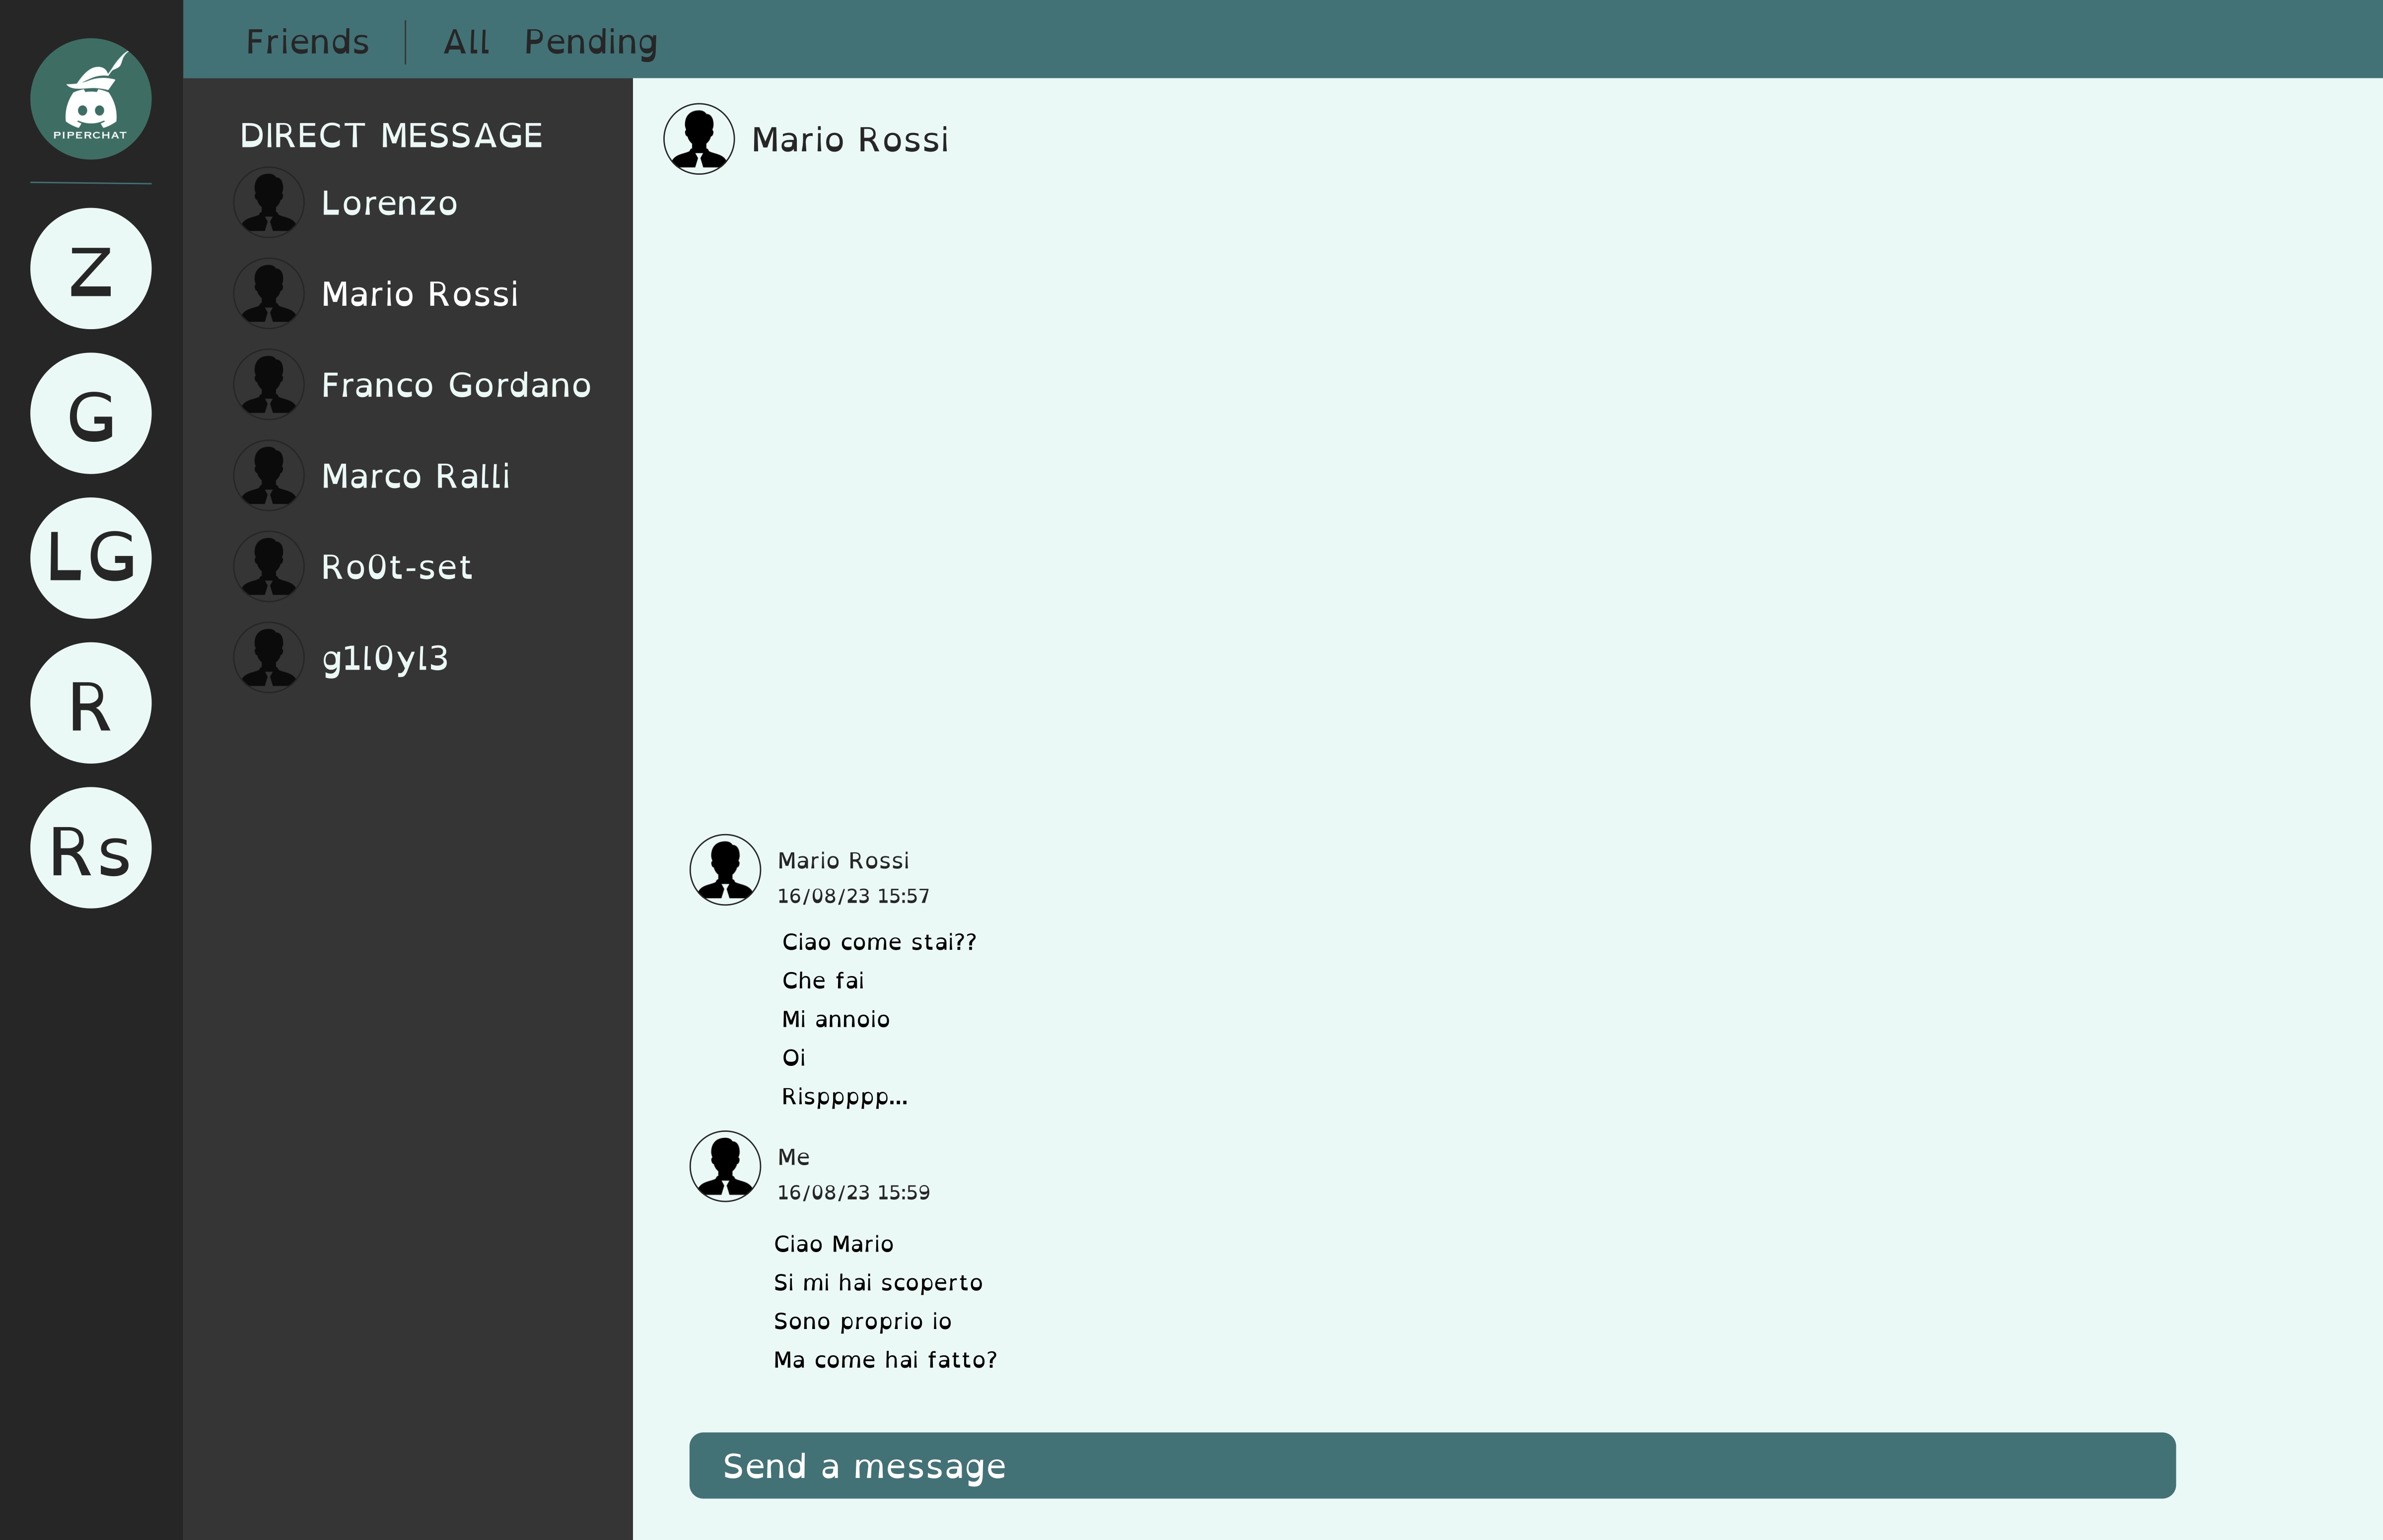 Friends All Pending
PIPERCHAT
Z
G
LG
R
Rs
DIRECT MESSAGE
Lorenzo
Mario Rossi
Franco Gordano
Marco Ralli
Ro0t-set
g1l0yl3
Mario Rossi
Mario Rossi
16/08/23 15:57
Ciao come stai??
Che fai
Mi annoio
Oi
Risppppp...
Me
16/08/23 15:59
Ciao Mario
Si mi hai scoperto
Sono proprio io
Ma come hai fatto?
Send a message